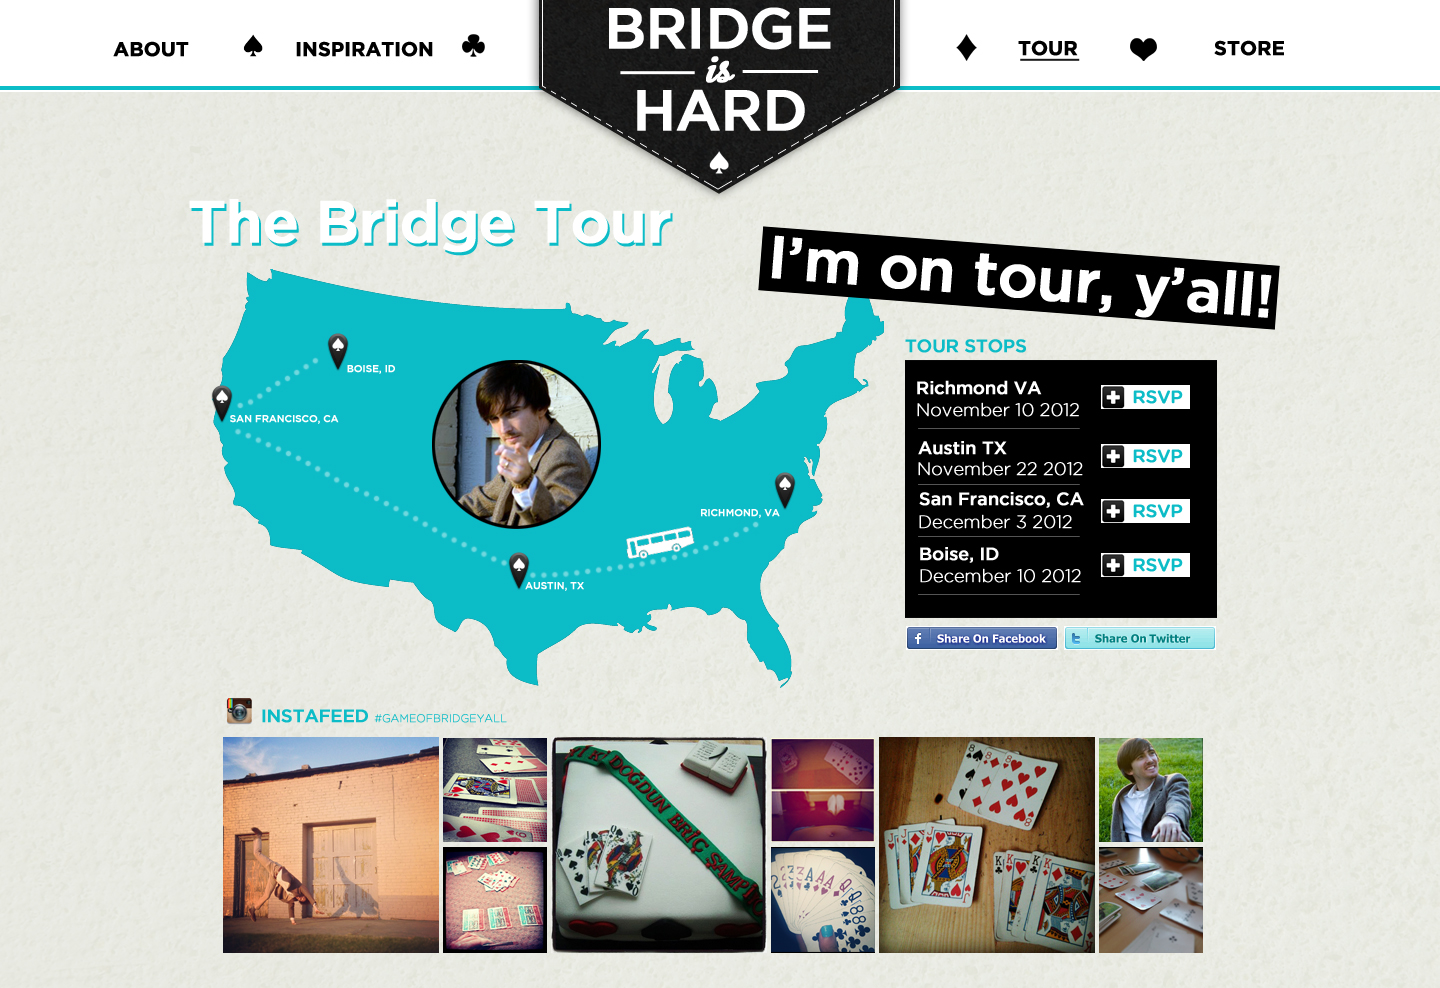 ABOUT
INSPIRATION
BRIDGE
is
HARD
TOUR
STORE
The Bridge Tour
I'm on tour, y'all!
BOISE, ID
SAN FRANCISCO, CA
RICHMOND, VA
AUSTIN, TX
TOUR STOPS
Richmond VA
November 10 2012
RSVP
Austin TX
November 22 2012
RSVP
San Francisco, CA
December 3 2012
RSVP
Boise, ID
December 10 2012
RSVP
f Share On Facebook
t Share On Twitter
INSTAFEED #GAMEOFBRIDGEYALL
DOGDUN BRIC SAMP